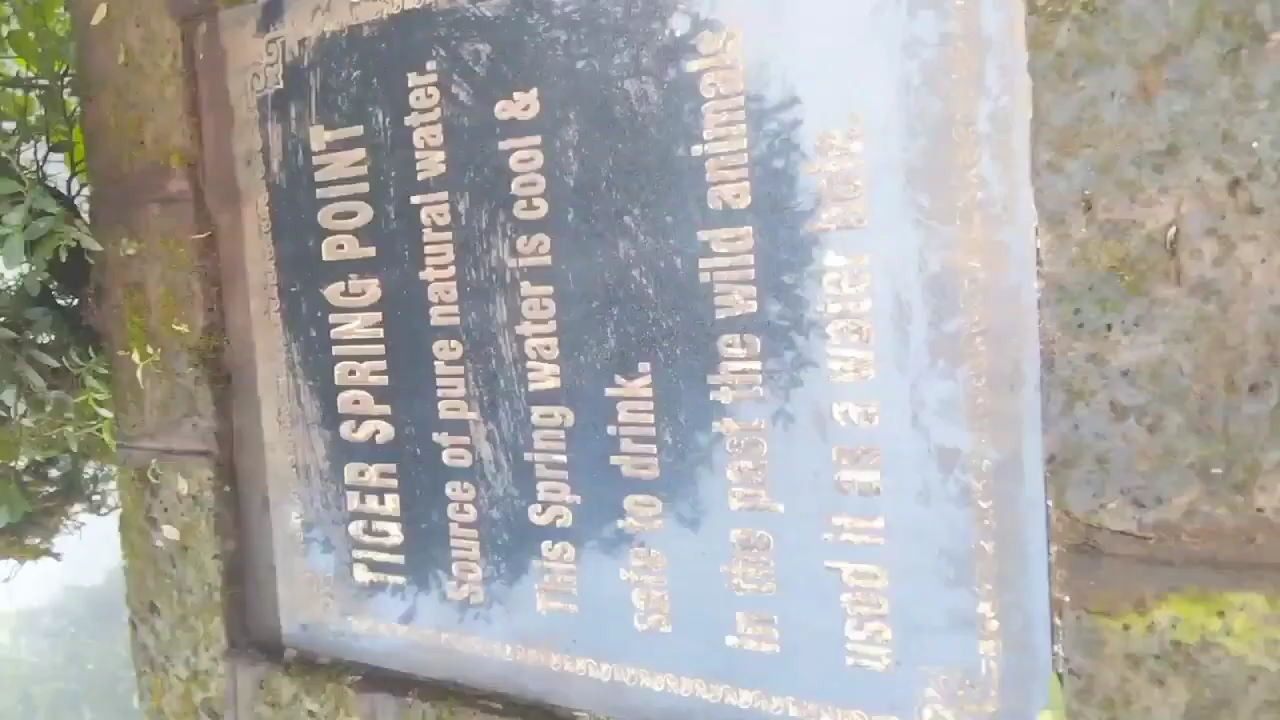 TIGER SPRING POINT
Source of pure natural water.
This Spring water is cool &
safe to drink.
In the past the wild animals
used it as a water hole.